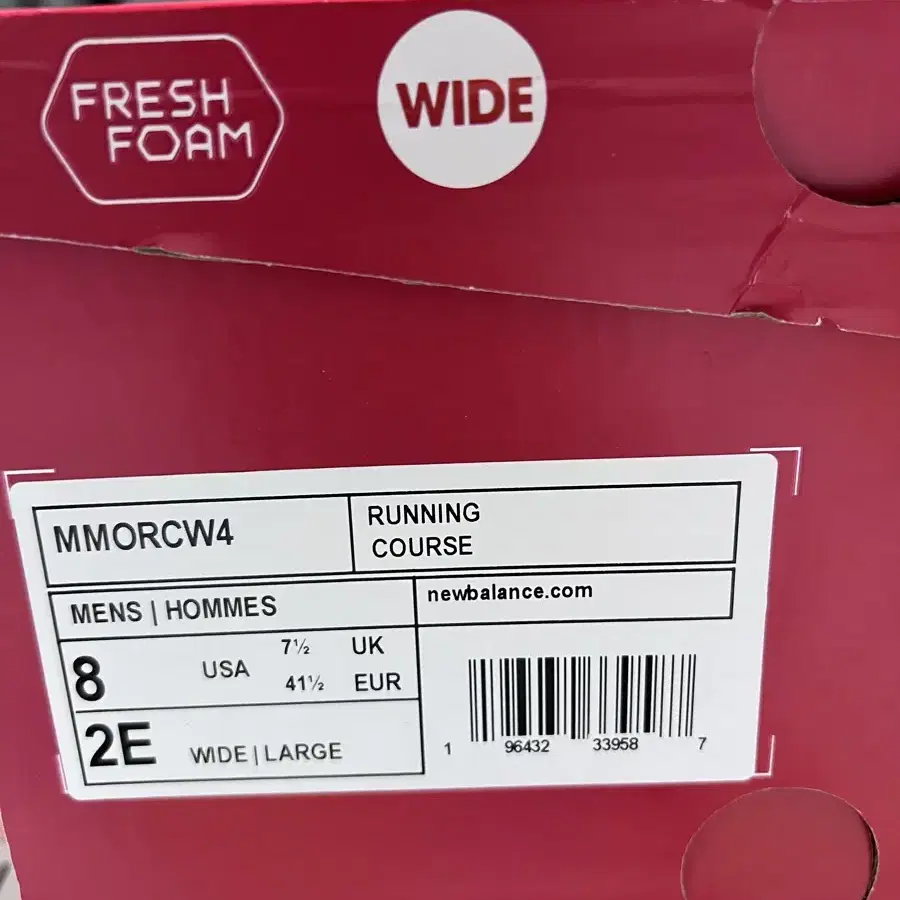 FRESH
FOAM
WIDE
MMORCW4
RUNNING
COURSE
MENS | HOMMES
newbalance.com
8 USA 7½ UK
41½ EUR
2E WIDE | LARGE
1 96432 33958 7